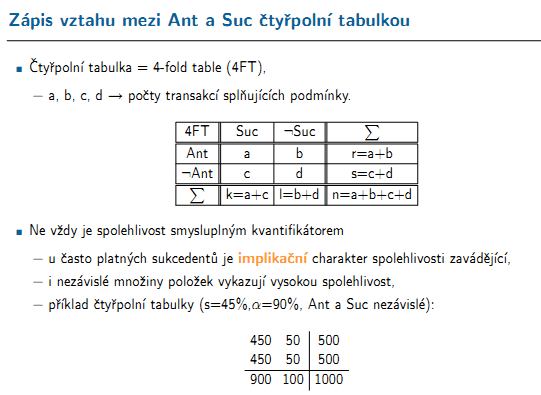 Zápis vztahu mezi Ant a Suc čtyřpolní tabulkou
Čtyřpolní tabulka = 4-fold table (4FT),
– a, b, c, d → počty transakcí splňujících podmínky.
4FT Suc ¬Suc ∑
Ant a b r=a+b
¬Ant c d s=c+d
∑ k=a+c l=b+d n=a+b+c+d
Ne vždy je spolehlivost smysluplným kvantifikátorem
– u často platných sukcedentů je implikační charakter spolehlivosti zavádějící,
– i nezávislé množiny položek vykazují vysokou spolehlivost,
– příklad čtyřpolní tabulky (s=45%,α=90%, Ant a Suc nezávislé):
450 50 500
450 50 500
900 100 1000